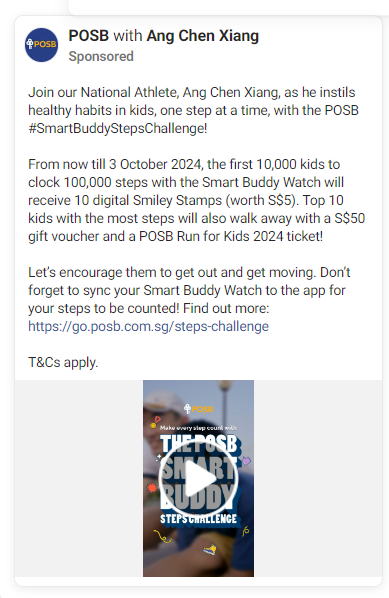 POSB
POSB with Ang Chen Xiang
Sponsored
Join our National Athlete, Ang Chen Xiang, as he instils
healthy habits in kids, one step at a time, with the POSB
#SmartBuddyStepsChallenge!
From now till 3 October 2024, the first 10,000 kids to
clock 100,000 steps with the Smart Buddy Watch will
receive 10 digital Smiley Stamps (worth S$5). Top 10
kids with the most steps will also walk away with a S$50
gift voucher and a POSB Run for Kids 2024 ticket!
Let's encourage them to get out and get moving. Don't
forget to sync your Smart Buddy Watch to the app for
your steps to be counted! Find out more:
https://go.posb.com.sg/steps-challenge
T&Cs apply.
POSB
Make every step count with
THE POSB
SMART
BUDDY
STEPS CHALLENGE